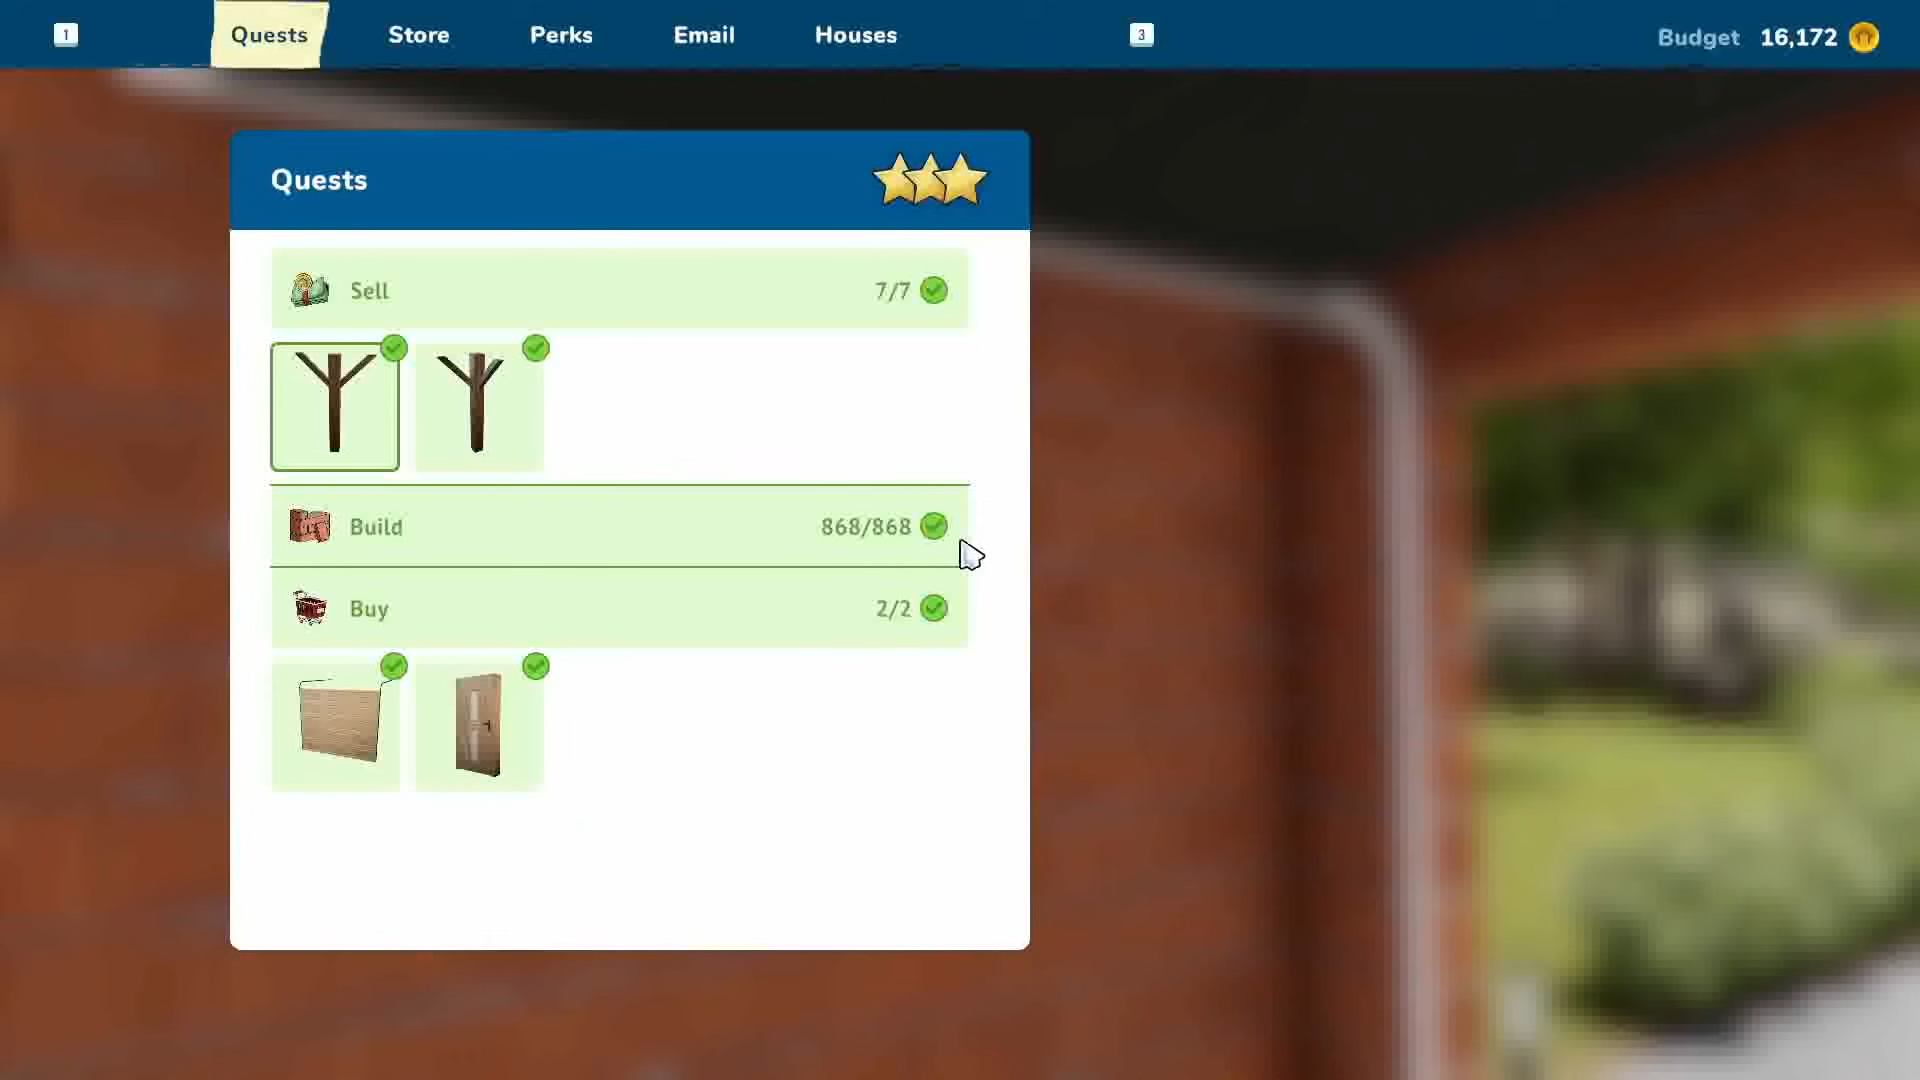 1 Quests Store Perks Email Houses 3 Budget 16,172
Quests
Sell 7/7
Build 868/868
Buy 2/2